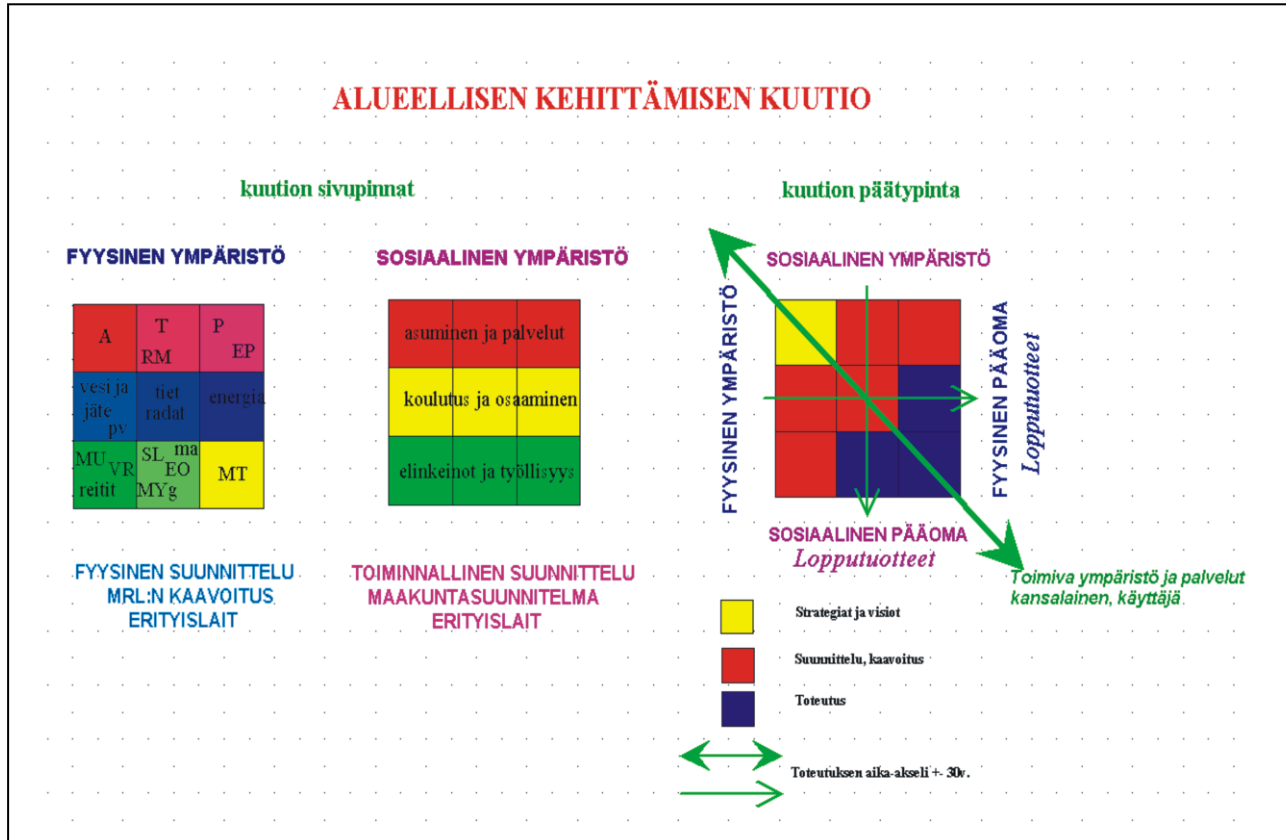 ALUEELLISEN KEHITTÄMISEN KUUTIO
kuution sivupinnat
kuution päätypinta
FYYSINEN YMPÄRISTÖ
SOSIAALINEN YMPÄRISTÖ
A
T
RM
P
EP
vesi ja
jäte
pv
tiet
radat
energia
MU
VR
reitit
SL
ma
EO
MYg
MT
asuminen ja palvelut
koulutus ja osaaminen
elinkeinot ja työllisyys
FYYSINEN SUUNNITTELU
MRL:N KAAVOITUS
ERITYISLAIT
TOIMINNALLINEN SUUNNITTELU
MAAKUNTASUUNNITELMA
ERITYISLAIT
SOSIAALINEN YMPÄRISTÖ
FYYSINEN YMPÄRISTÖ
FYYSINEN PÄÄOMA
Lopputuotteet
SOSIAALINEN PÄÄOMA
Lopputuotteet
Toimiva ympäristö ja palvelut
kansalainen, käyttäjä
Strategiat ja visiot
Suunnittelu, kaavoitus
Toteutus
Toteutuksen aika-akseli +- 30v.